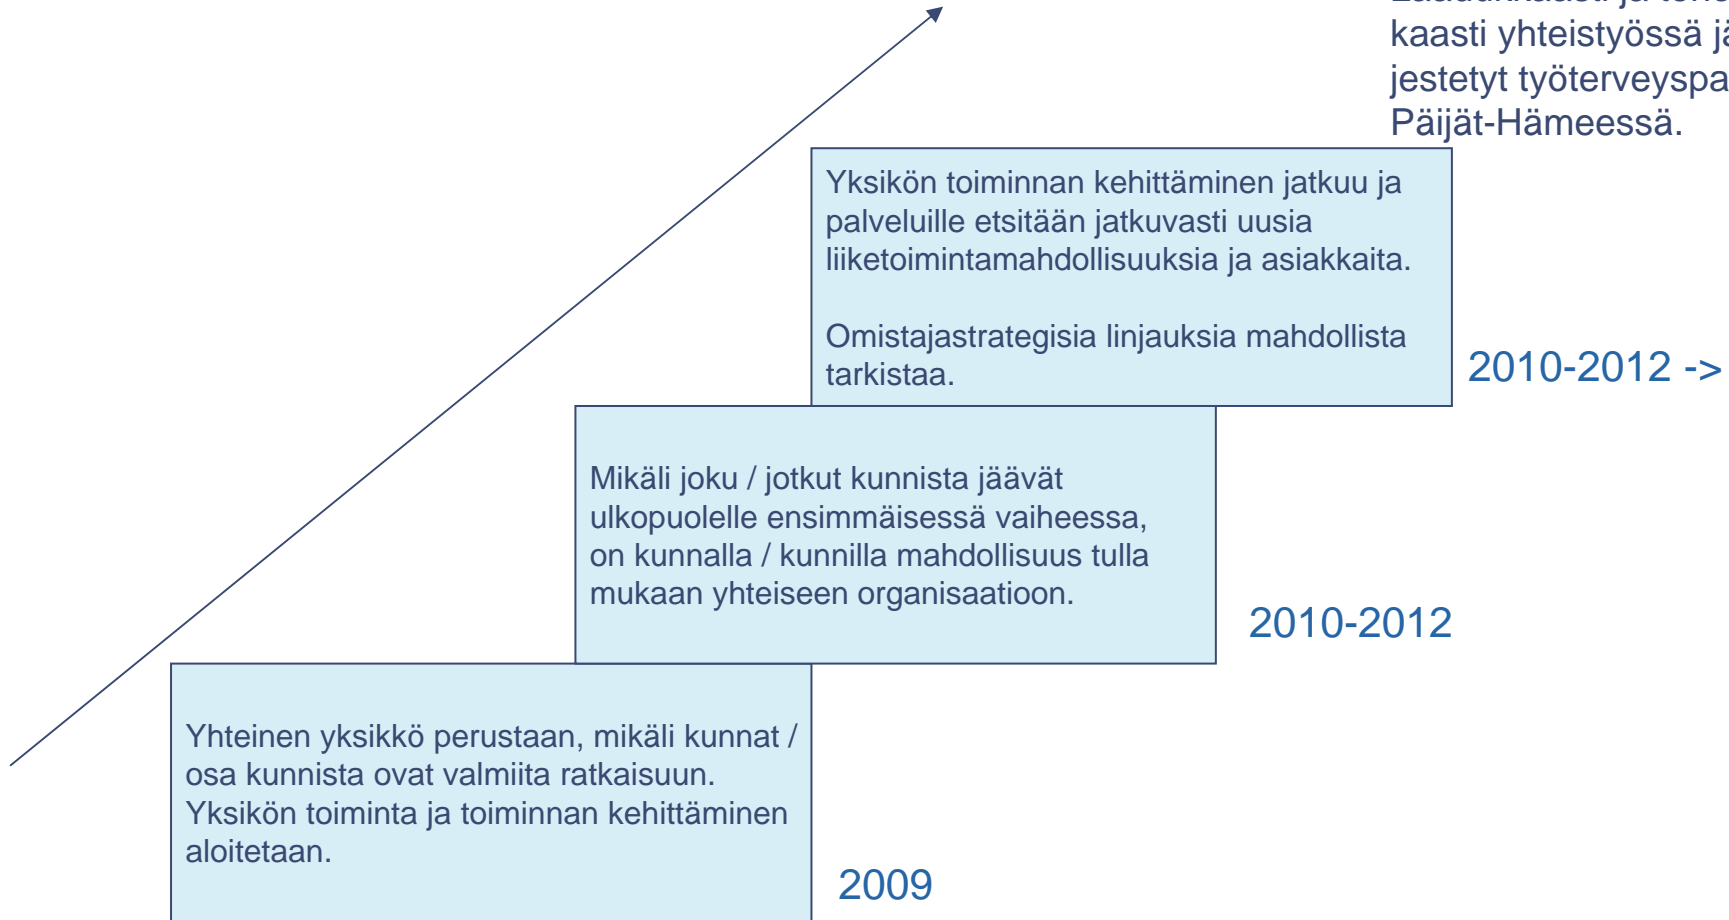 kaasti yhteistyössä
jestetyt
Päijät-Hämeessä.
Yksikön toiminnan kehittäminen jatkuu ja
palveluille etsitään jatkuvasti uusia
liiketoimintamahdollisuuksia ja asiakkaita.
Omistajastrategisia linjauksia mahdollista
tarkistaa.
2010-2012 ->
Mikäli joku / jotkut kunnista jäävät
ulkopuolelle ensimmäisessä vaiheessa,
on kunnalla / kunnilla mahdollisuus tulla
mukaan yhteiseen organisaatioon.
2010-2012
Yhteinen yksikkö perustaan, mikäli kunnat /
osa kunnista ovat valmiita ratkaisuun.
Yksikön toiminta ja toiminnan kehittäminen
aloitetaan.
2009